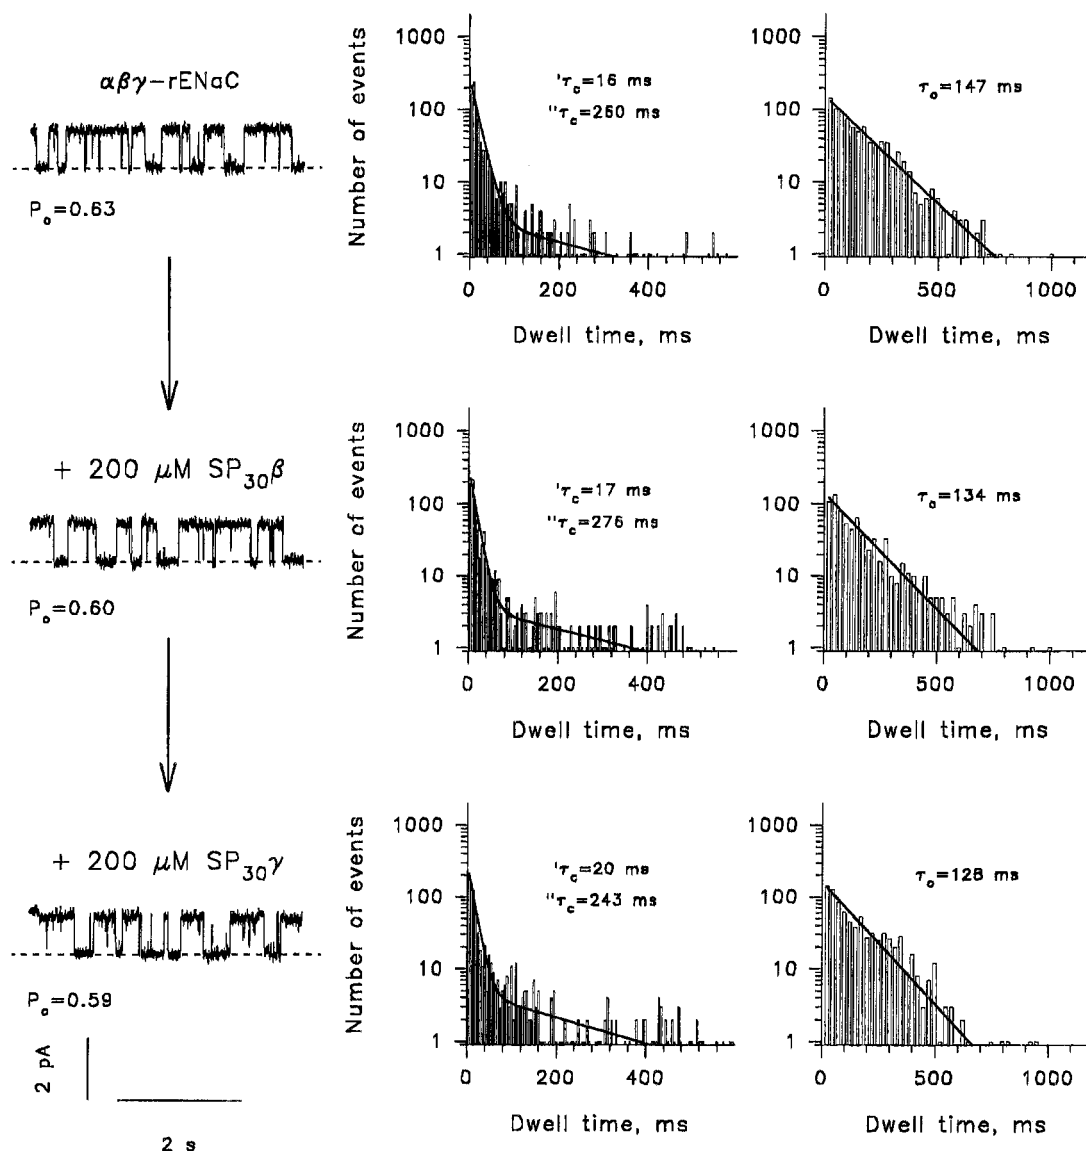 αβγ-rENaC
P_o=0.63
Number of events
1000
100
10
1
'τ_c=16 ms
"τ_c=260 ms
0 200 400
Dwell time, ms
1000
100
10
1
τ_o=147 ms
0 500 1000
Dwell time, ms
+ 200 μM SP_30β
P_o=0.60
Number of events
1000
100
10
1
'τ_c=17 ms
"τ_c=276 ms
0 200 400
Dwell time, ms
1000
100
10
1
τ_o=134 ms
0 500 1000
Dwell time, ms
+ 200 μM SP_30γ
P_o=0.59
2 pA
2 s
Number of events
1000
100
10
1
'τ_c=20 ms
"τ_c=243 ms
0 200 400
Dwell time, ms
1000
100
10
1
τ_o=128 ms
0 500 1000
Dwell time, ms